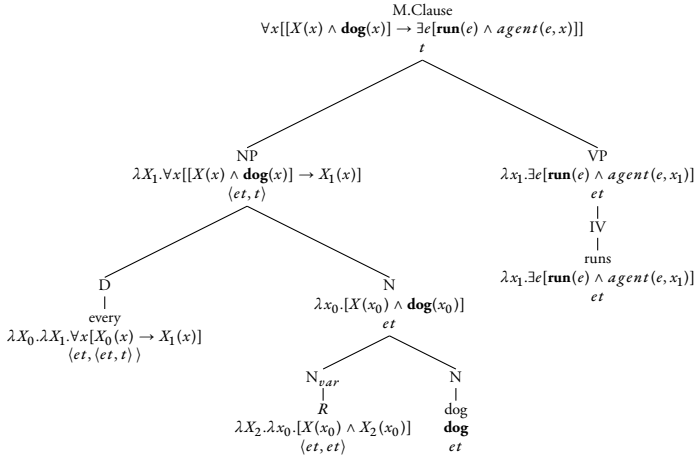 M.Clause
∀x[[X(x) ∧ dog(x)] → ∃e[run(e) ∧ agent(e, x)]]
t
NP
λX₁.∀x[[X(x) ∧ dog(x)] → X₁(x)]
⟨et, t⟩
VP
λx₁.∃e[run(e) ∧ agent(e, x₁)]
et
IV
runs
λx₁.∃e[run(e) ∧ agent(e, x₁)]
et
D
every
λX₀.λX₁.∀x[X₀(x) → X₁(x)]
⟨et, ⟨et, t⟩ ⟩
N
λx₀.[X(x₀) ∧ dog(x₀)]
et
Nvar
R
λX₂.λx₀.[X(x₀) ∧ X₂(x₀)]
⟨et, et⟩
N
dog
dog
et